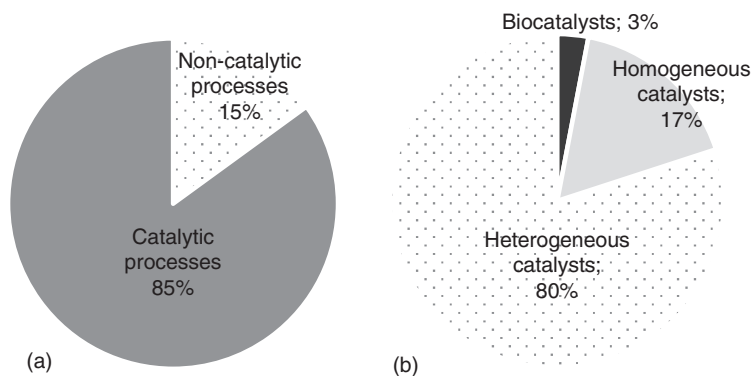 Non-catalytic
processes
15%
Catalytic
processes
85%
(a)
Biocatalysts; 3%
Homogeneous
catalysts;
17%
Heterogeneous
catalysts;
80%
(b)